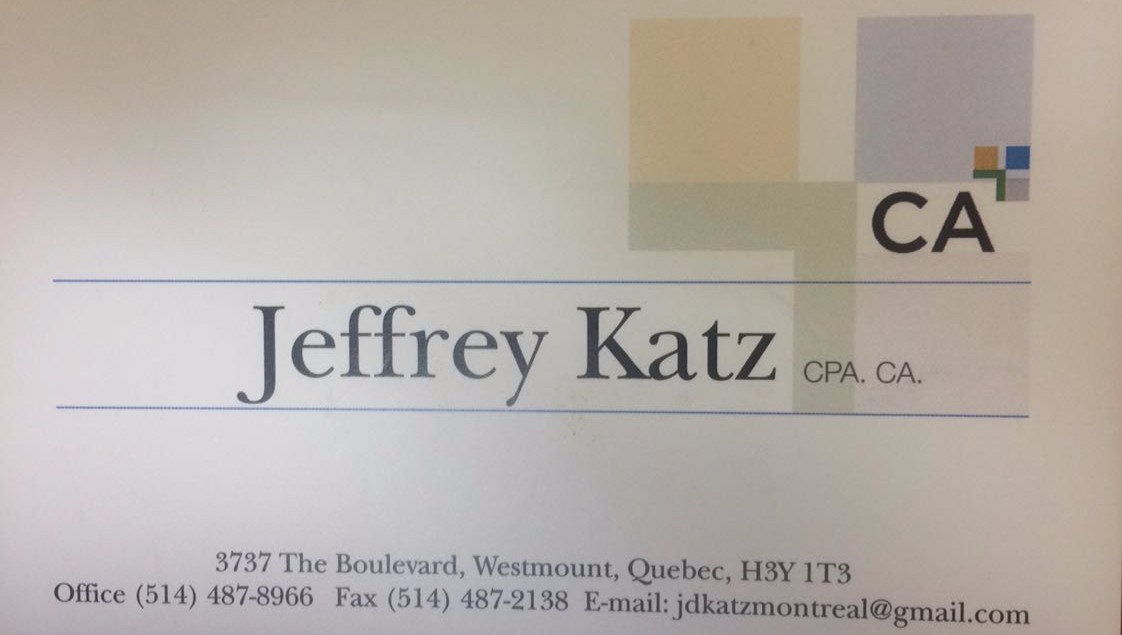 CA
Jeffrey Katz CPA. CA.
3737 The Boulevard, Westmount, Quebec, H3Y 1T3
Office (514) 487-8966 Fax (514) 487-2138 E-mail: jdkatzmontreal@gmail.com